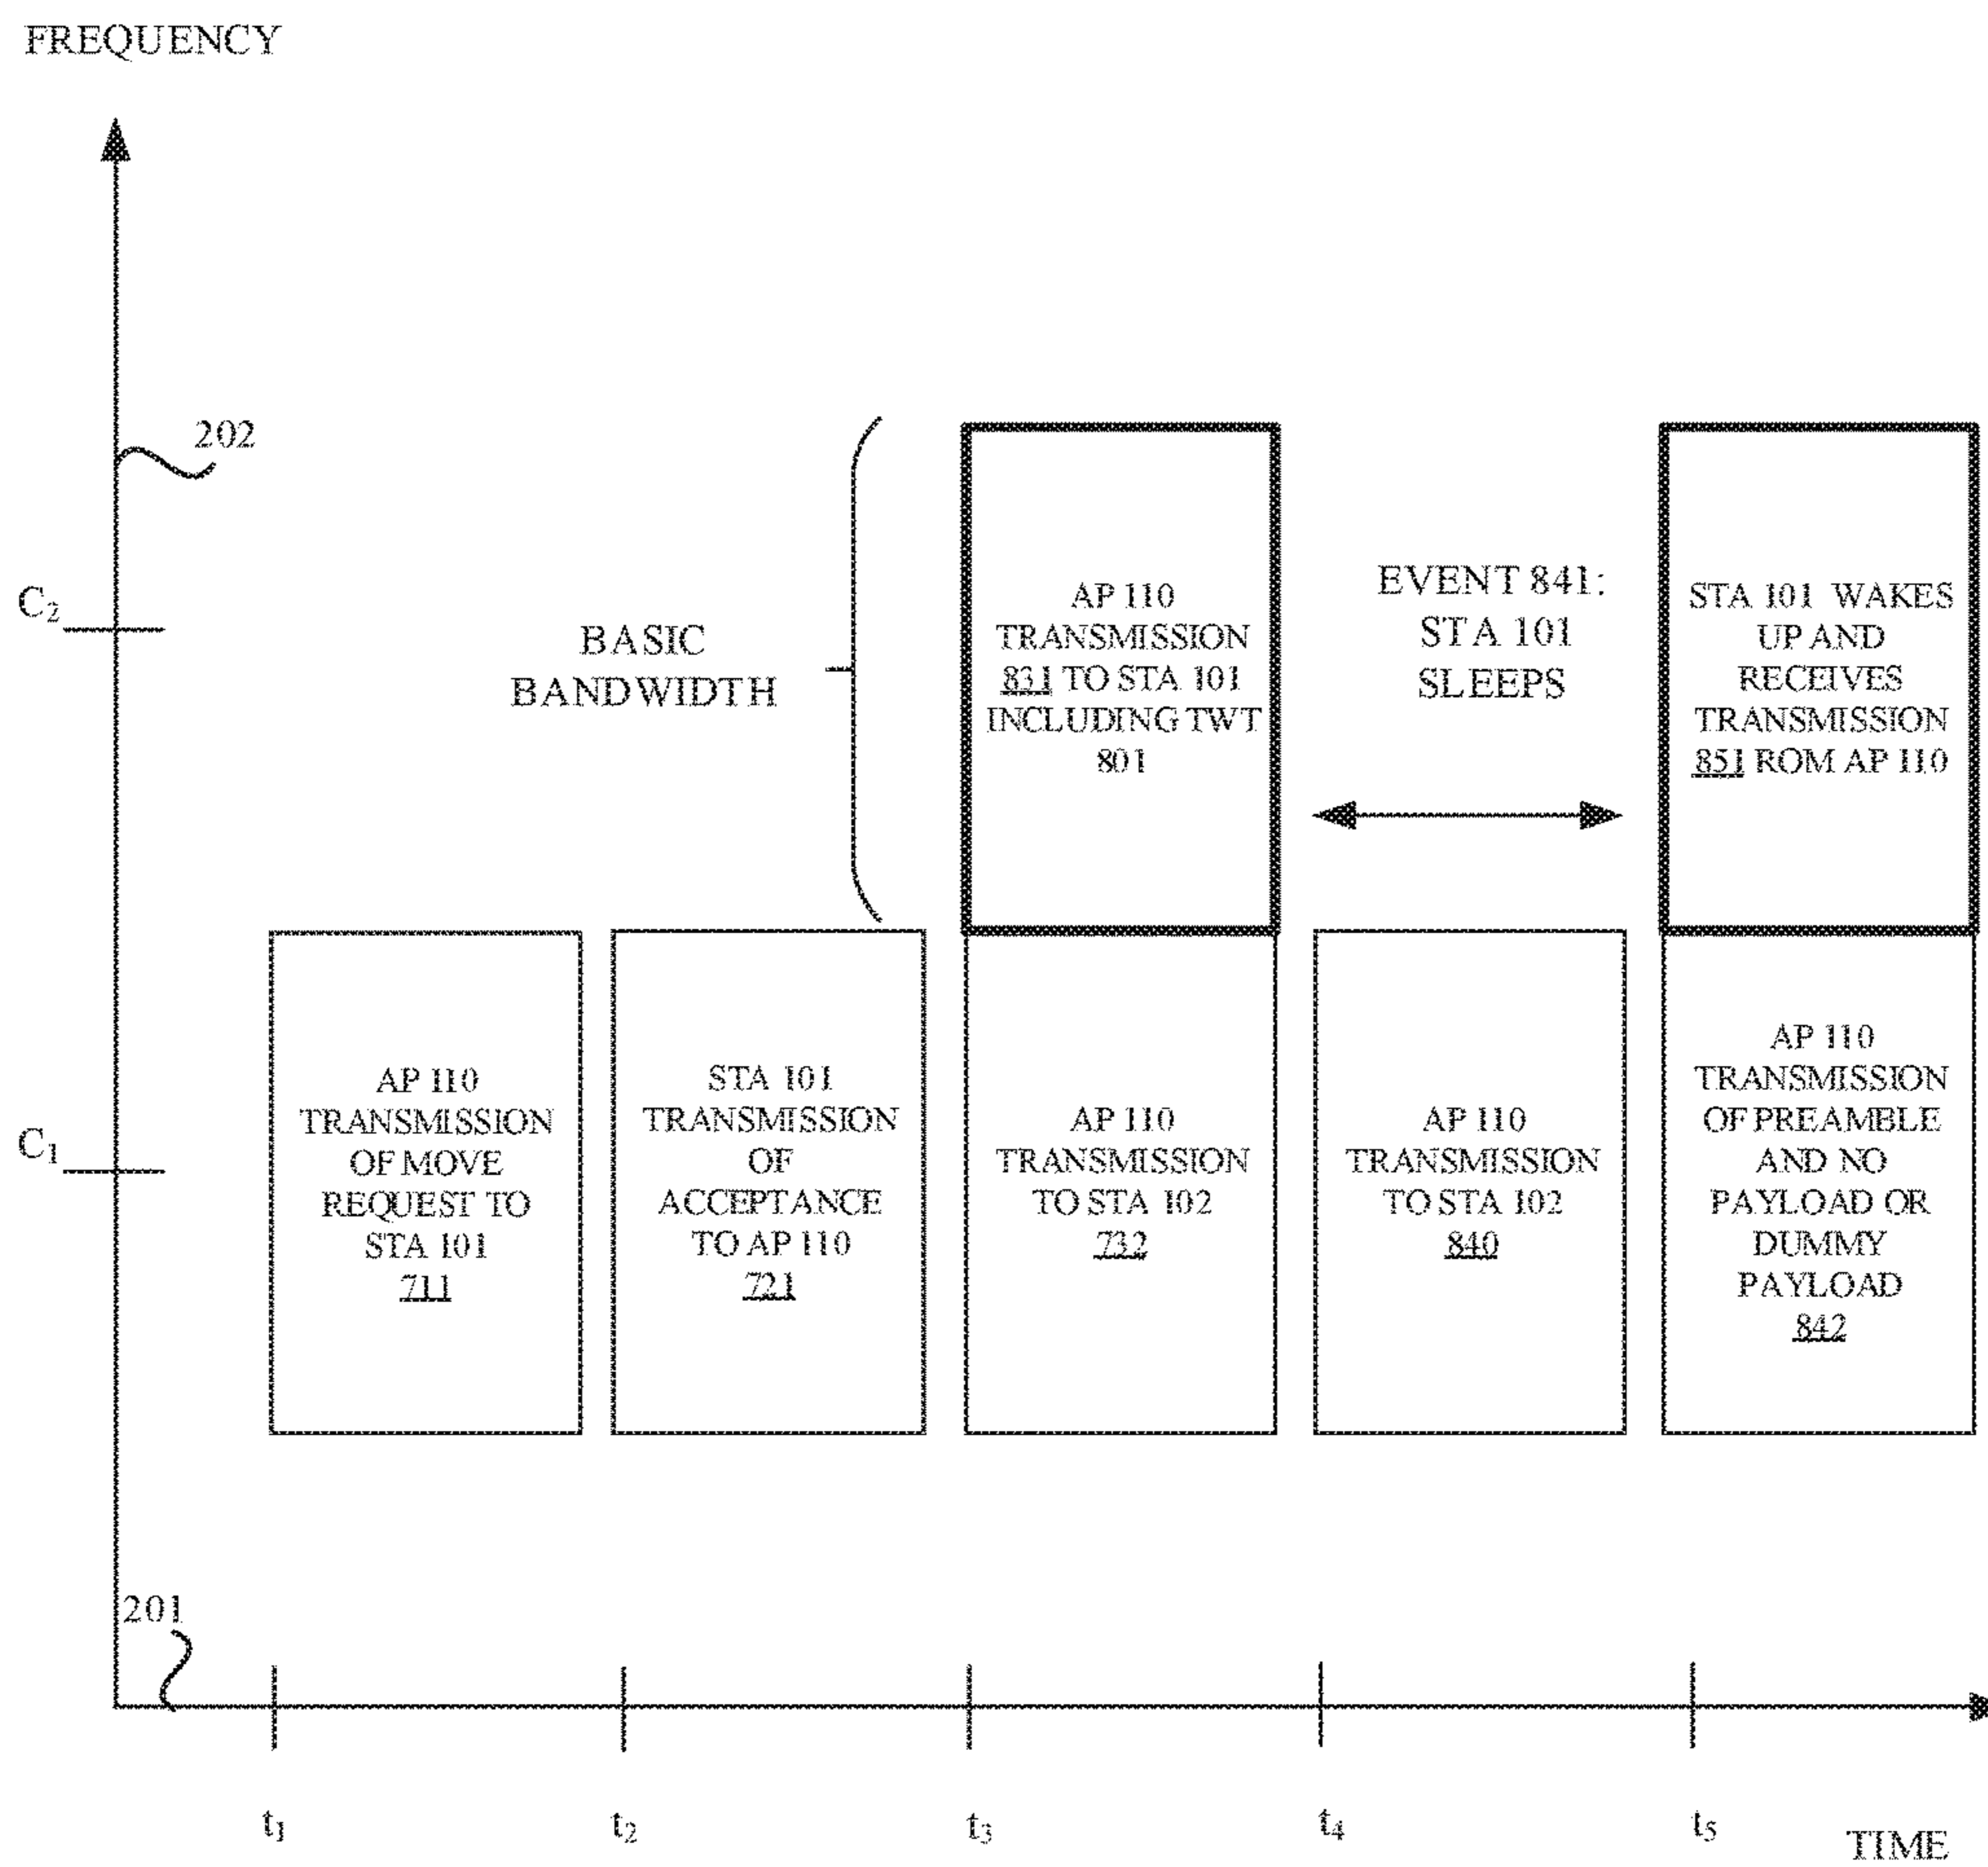 FREQUENCY
202
C2
BASIC
BANDWIDTH
AP 110
TRANSMISSION
831 TO STA 101
INCLUDING TWT
801
EVENT 841:
STA 101
SLEEPS
STA 101 WAKES
UP AND
RECEIVES
TRANSMISSION
851 ROM AP 110
C1
AP 110
TRANSMISSION
OF MOVE
REQUEST TO
STA 101
711
STA 101
TRANSMISSION
OF
ACCEPTANCE
TO AP 110
721
AP 110
TRANSMISSION
TO STA 102
732
AP 110
TRANSMISSION
TO STA 102
840
AP 110
TRANSMISSION
OF PREAMBLE
AND NO
PAYLOAD OR
DUMMY
PAYLOAD
842
201
t1
t2
t3
t4
t5
TIME